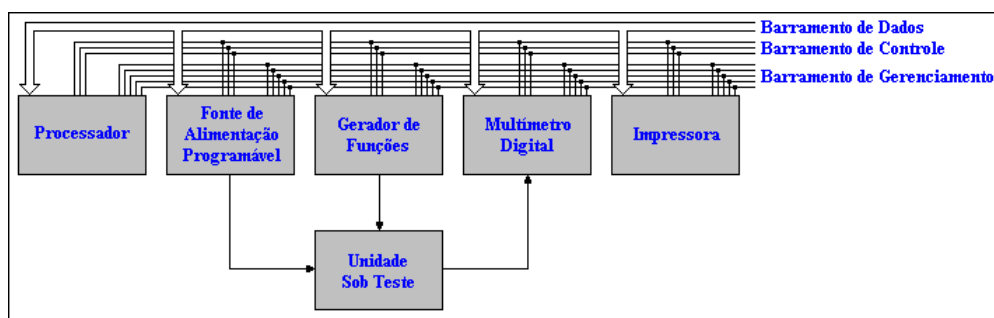 Barramento de Dados
Barramento de Controle
Barramento de Gerenciamento
Processador
Fonte de
Alimentação
Programável
Gerador de
Funções
Multímetro
Digital
Impressora
Unidade
Sob Teste